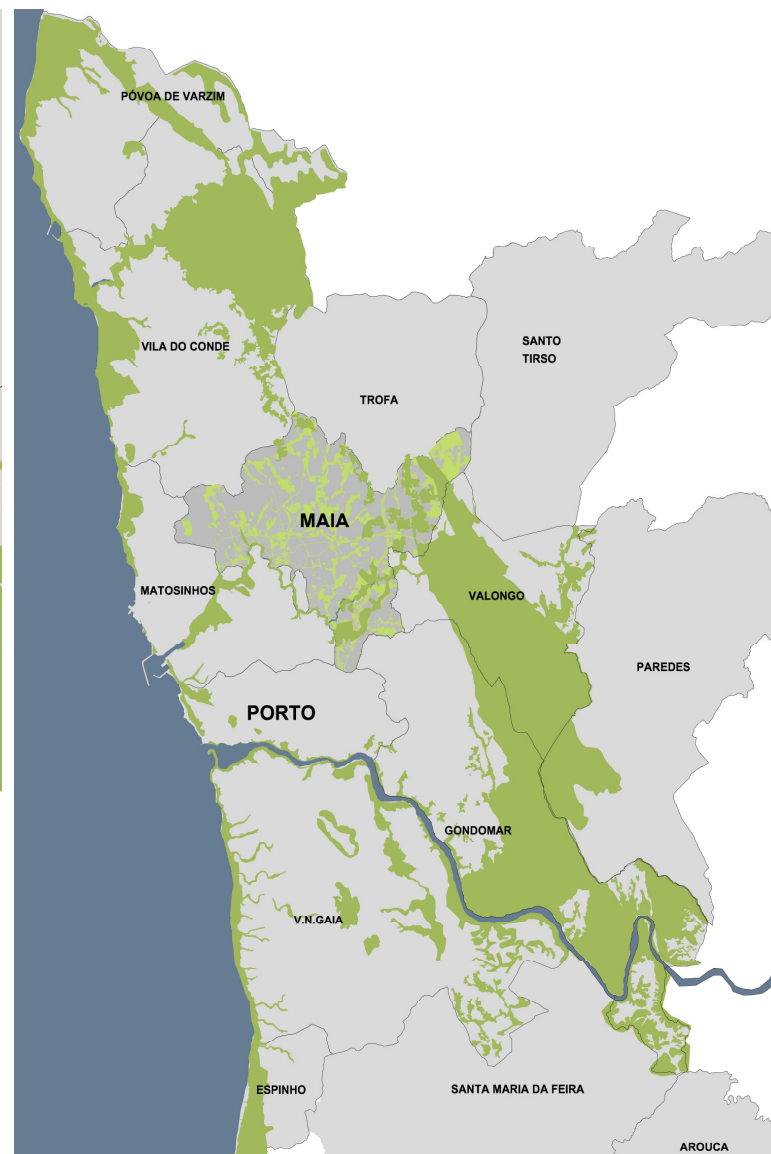 PÓVOA DE VARZIM
VILA DO CONDE
SANTO
TIRSO
TROFA
MAIA
MATOSINHOS
VALONGO
PAREDES
PORTO
GONDOMAR
V.N.GAIA
ESPINHO
SANTA MARIA DA FEIRA
AROUCA